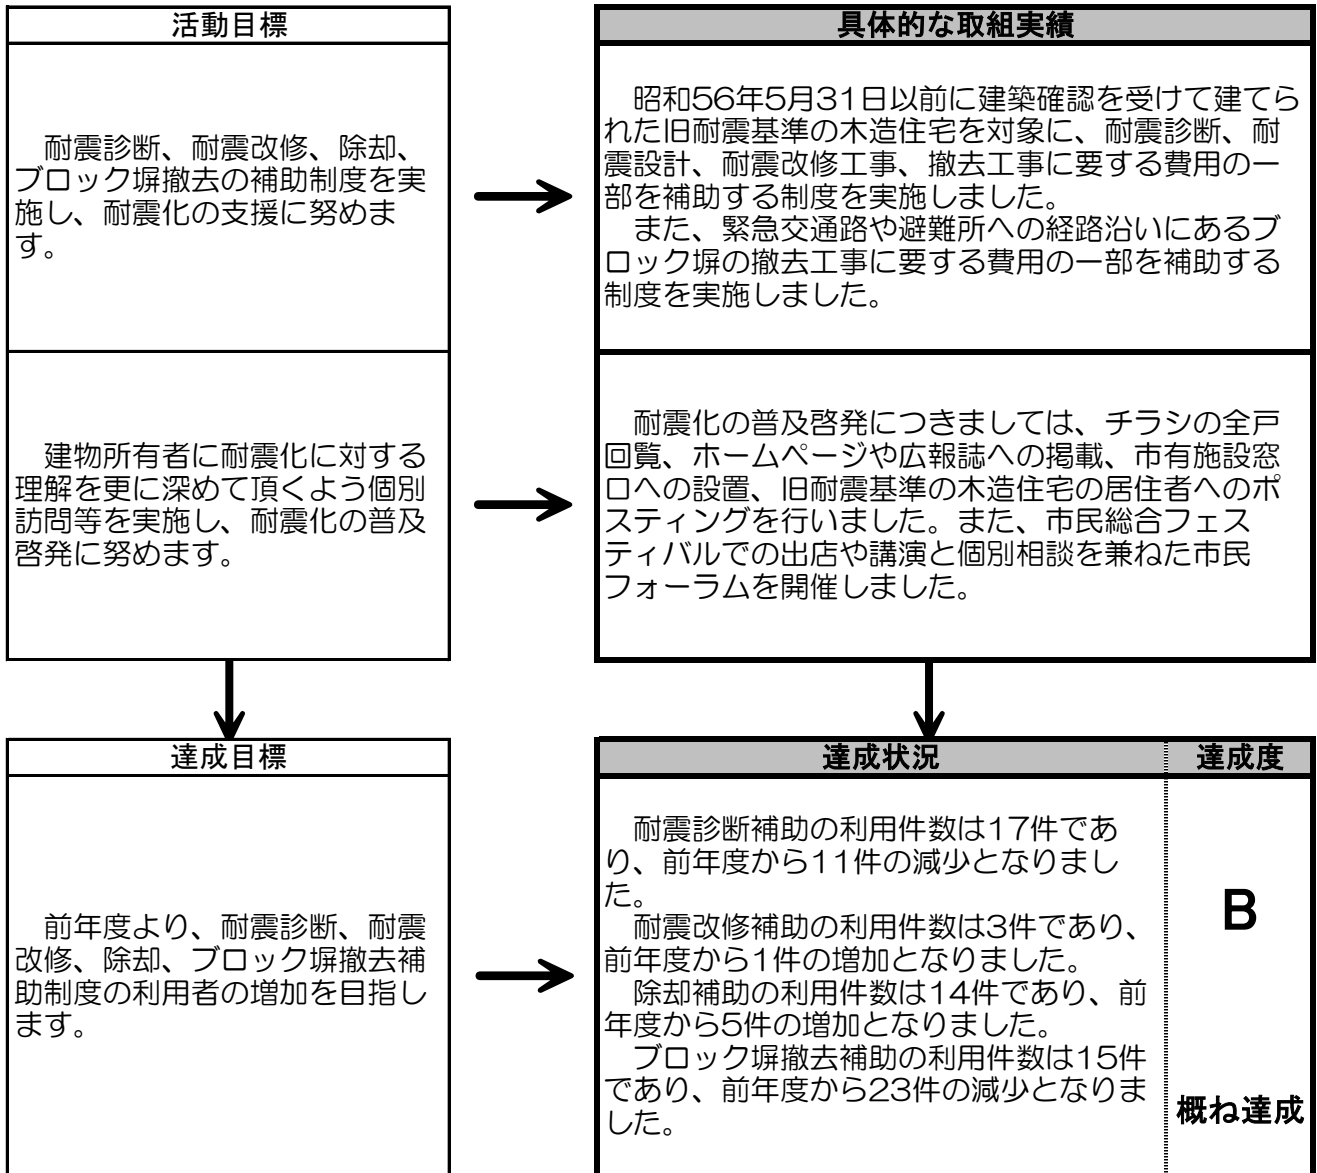 活動目標
耐震診断、耐震改修、除却、
ブロック塀撤去の補助制度を実
施し、耐震化の支援に努めま
す。
具体的な取組実績
昭和56年5月31日以前に建築確認を受けて建てら
れた旧耐震基準の木造住宅を対象に、耐震診断、耐
震設計、耐震改修工事、撤去工事に要する費用の一
部を補助する制度を実施しました。
また、緊急交通路や避難所への経路沿いにあるブ
ロック塀の撤去工事に要する費用の一部を補助する
制度を実施しました。
建物所有者に耐震化に対する
理解を更に深めて頂くよう個別
訪問等を実施し、耐震化の普及
啓発に努めます。
耐震化の普及啓発につきましては、チラシの全戸
回覧、ホームページや広報誌への掲載、市有施設窓
口への設置、旧耐震基準の木造住宅の居住者へのポ
スティングを行いました。また、市民総合フェス
ティバルでの出店や講演と個別相談を兼ねた市民
フォーラムを開催しました。
達成目標
前年度より、耐震診断、耐震
改修、除却、ブロック塀撤去補
助制度の利用者の増加を目指し
ます。
達成状況
耐震診断補助の利用件数は17件であ
り、前年度から11件の減少となりまし
た。
耐震改修補助の利用件数は3件であり、
前年度から1件の増加となりました。
除却補助の利用件数は14件であり、前
年度から5件の増加となりました。
ブロック塀撤去補助の利用件数は15件
であり、前年度から23件の減少となりま
した。
達成度
B
概ね達成